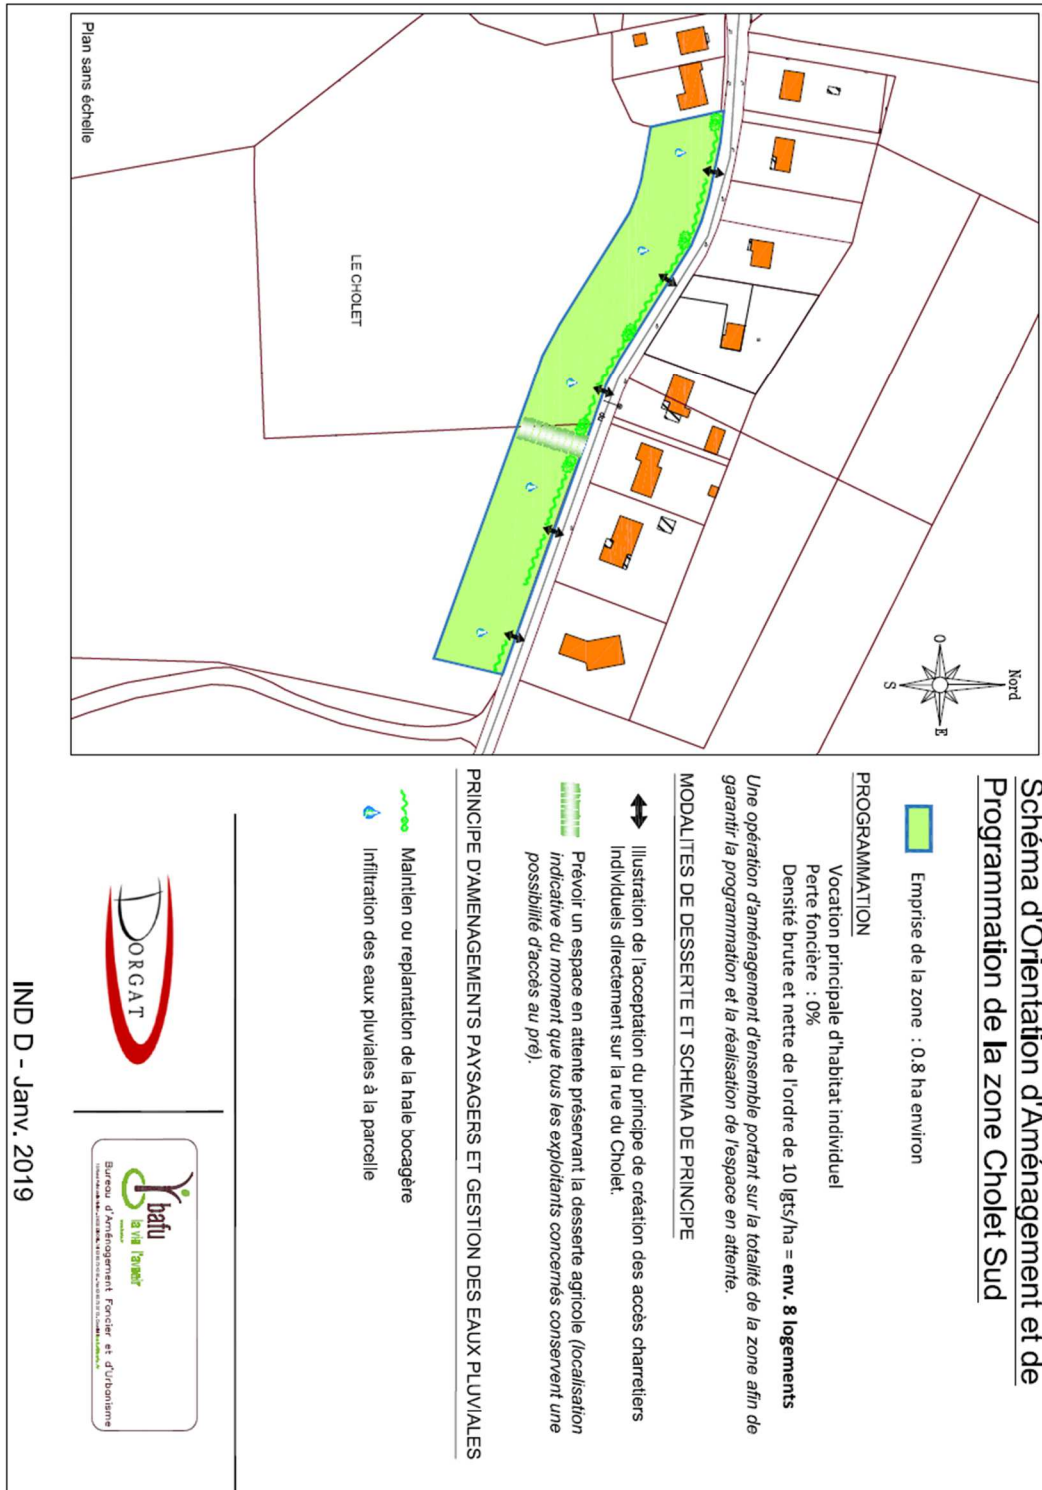 Schéma d'Orientation d'Aménagement et de
Programmation de la zone Cholet Sud
Emprise de la zone : 0.8 ha environ
PROGRAMMATION
Vocation principale d'habitat individuel
Perte foncière : 0%
Densité brute et nette de l'ordre de 10 lgts/ha = env. 8 logements
Une opération d'aménagement d'ensemble portant sur la totalité de la zone afin de
garantir la programmation et la réalisation de l'espace en attente.
MODALITES DE DESSERTE ET SCHEMA DE PRINCIPE
Illustration de l'acceptation du principe de création des accès charretiers
individuels directement sur la rue du Cholet.
Prévoir un espace en attente préservant la desserte agricole (localisation
indicative du moment que tous les exploitants concernés conservent une
possibilité d'accès au pré).
PRINCIPE D'AMENAGEMENTS PAYSAGERS ET GESTION DES EAUX PLUVIALES
Maintien ou replantation de la haie bocagère
Infiltration des eaux pluviales à la parcelle
Nord
O
E
S
LE CHOLET
Plan sans échelle
DORGAT
bafu
la vie l'avenir
Bureau d'Aménagement Foncier et d'Urbanisme
IND D - Janv. 2019